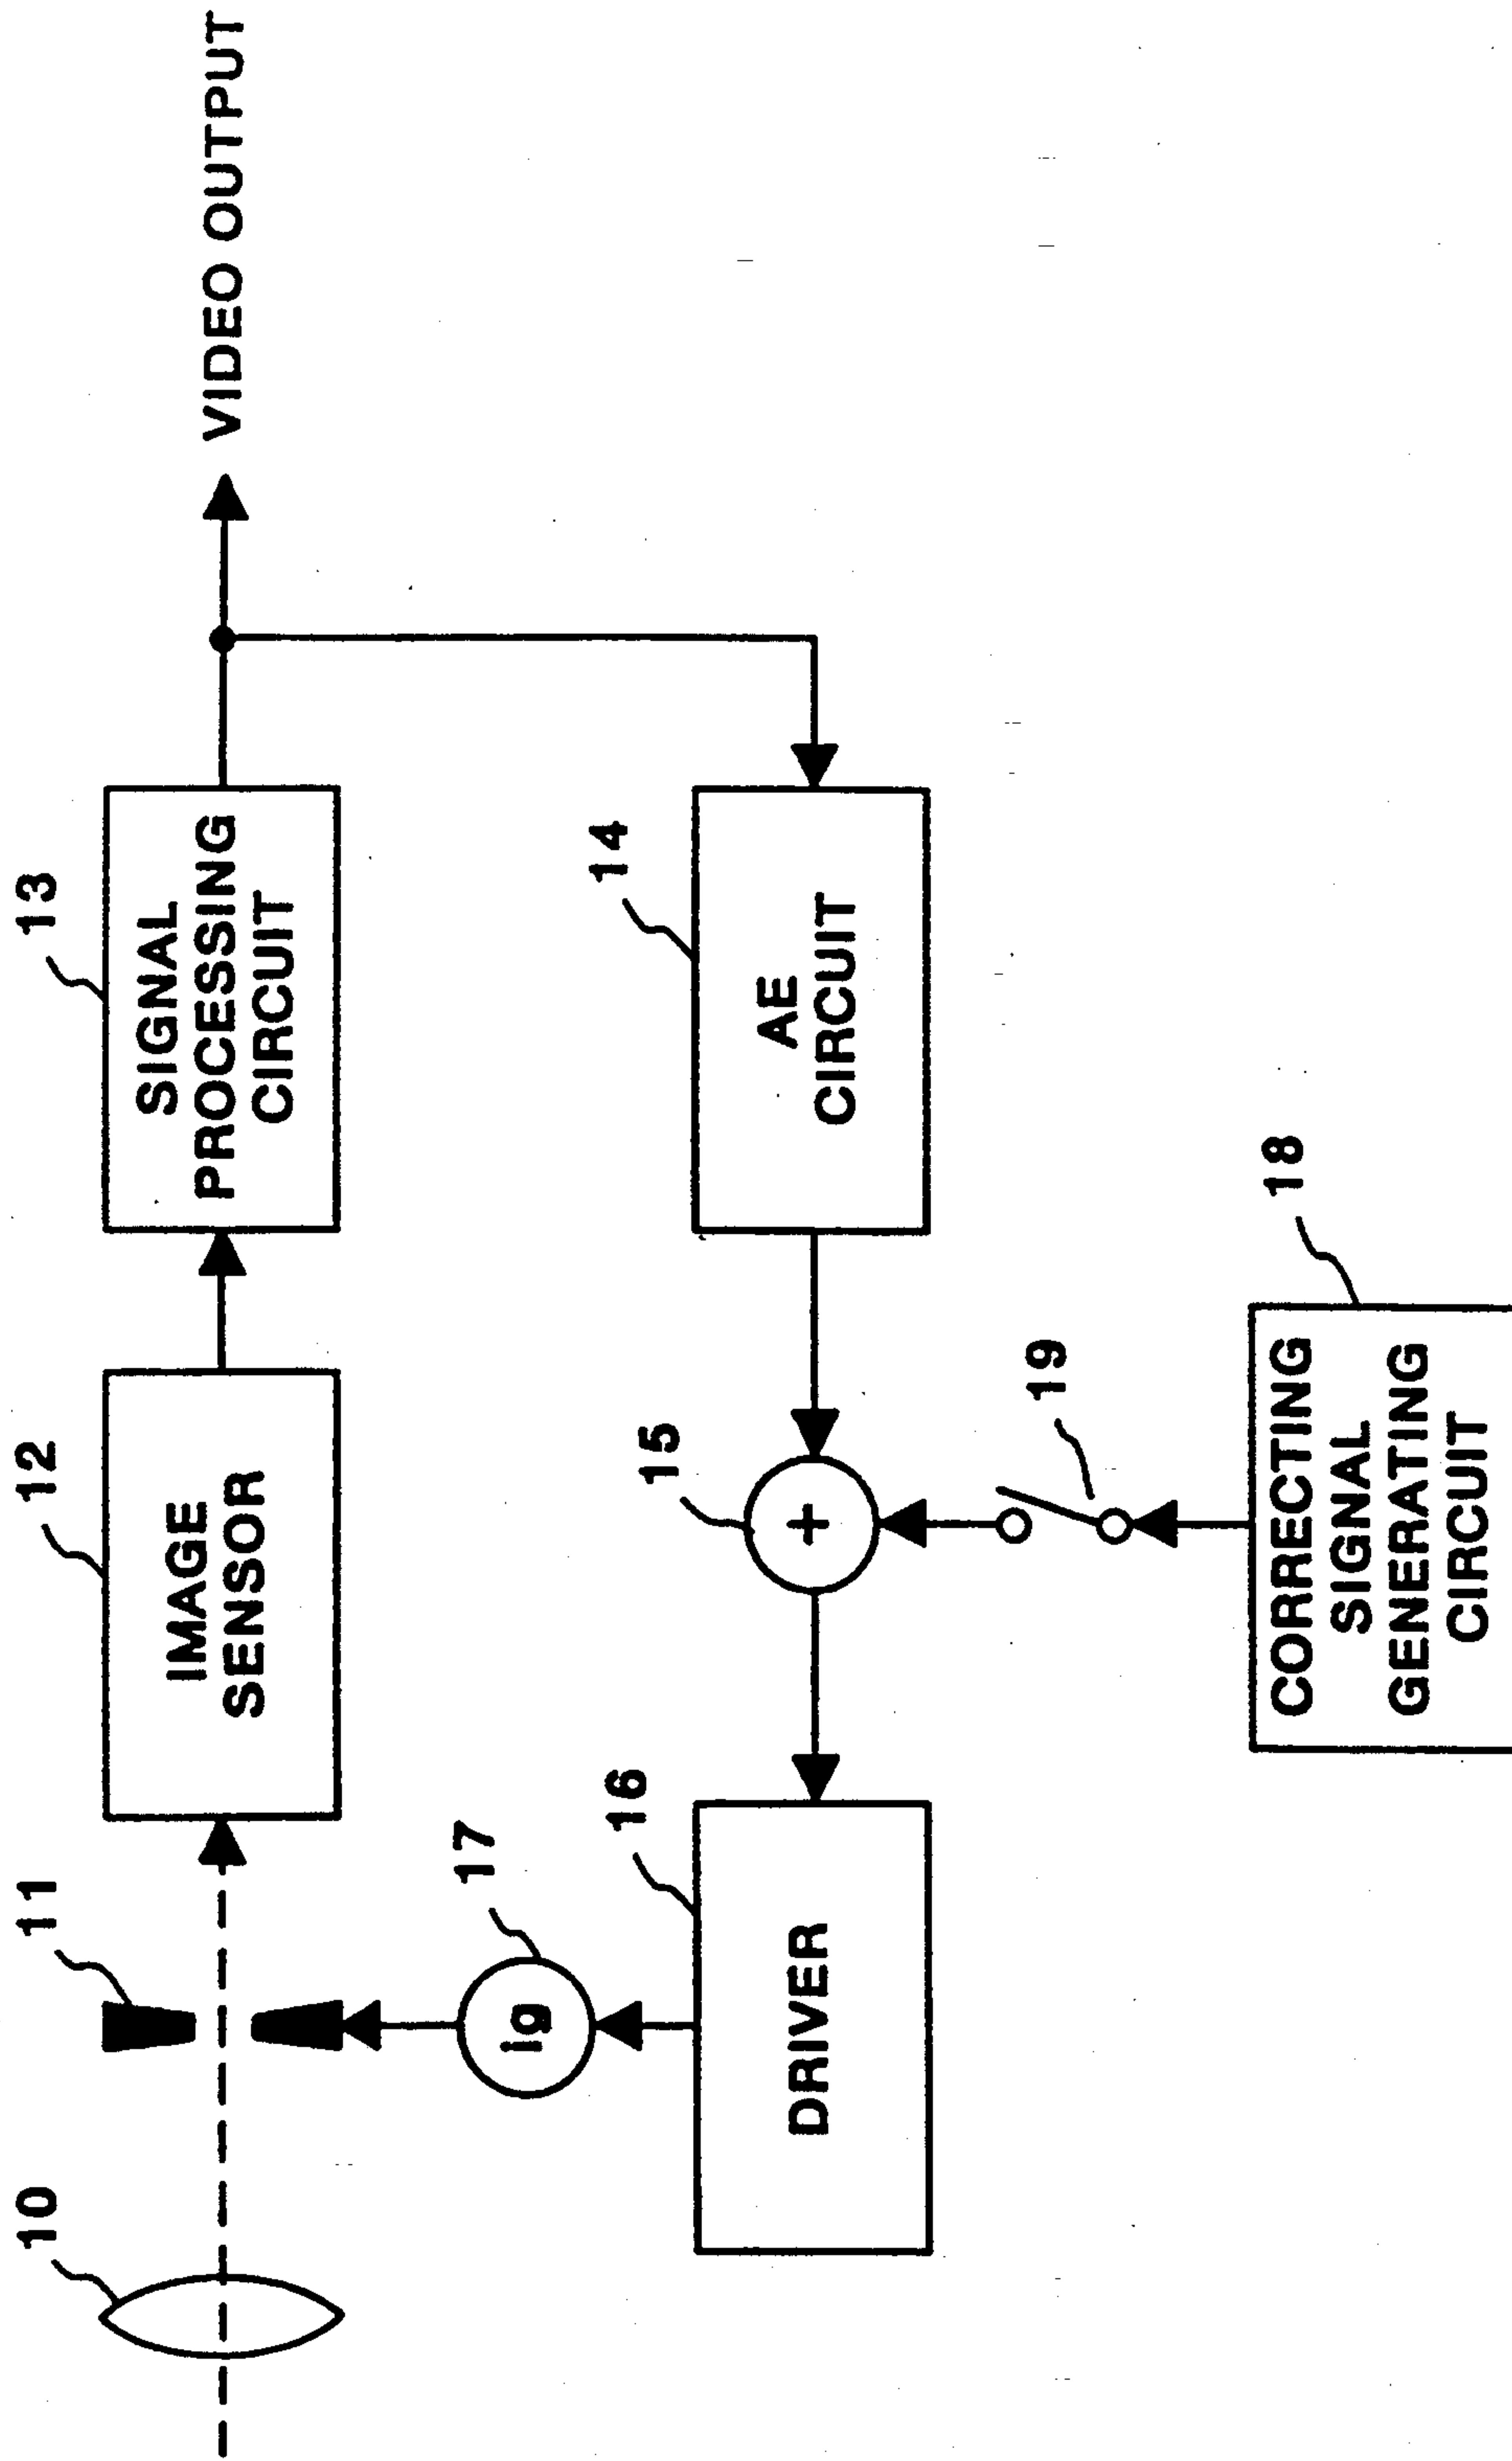 10
11
12
13
IMAGE
SENSOR
SIGNAL
PROCESSING
CIRCUIT
VIDEO OUTPUT
17
ig
16
DRIVER
15
+
14
AE
CIRCUIT
19
18
CORRECTING
SIGNAL
GENERATING
CIRCUIT